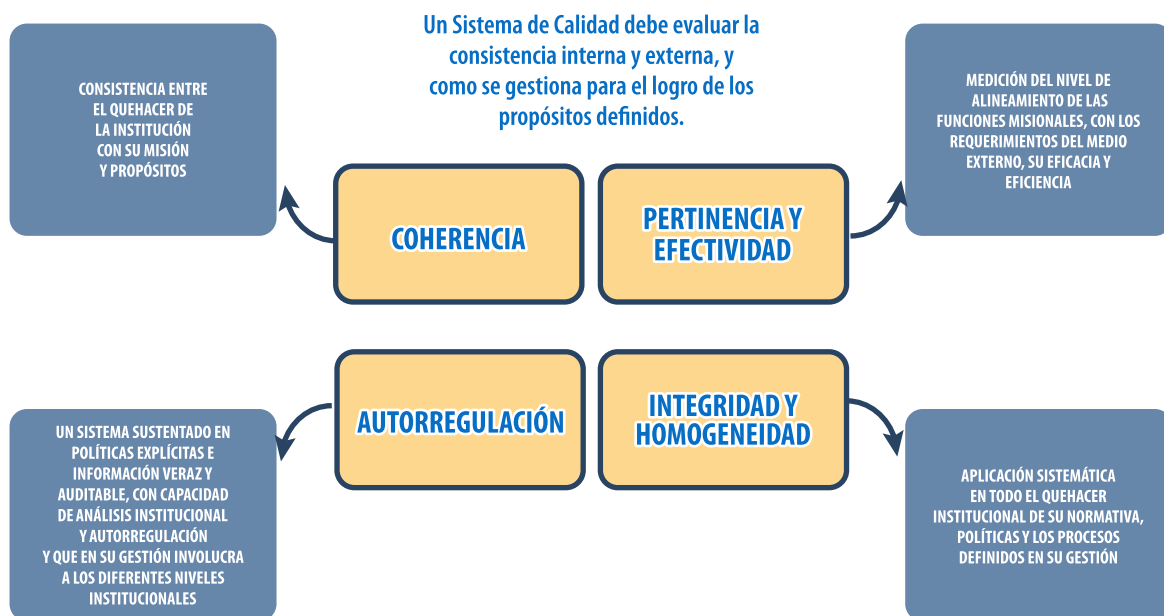 Un Sistema de Calidad debe evaluar la
consistencia interna y externa, y
como se gestiona para el logro de los
propósitos definidos.
CONSISTENCIA ENTRE
EL QUEHACER DE
LA INSTITUCIÓN
CON SU MISIÓN
Y PROPÓSITOS
MEDICIÓN DEL NIVEL DE
ALINEAMIENTO DE LAS
FUNCIONES MISIONALES, CON LOS
REQUERIMIENTOS DEL MEDIO
EXTERNO, SU EFICACIA Y
EFICIENCIA
COHERENCIA
PERTINENCIA Y
EFECTIVIDAD
AUTORREGULACIÓN
INTEGRIDAD Y
HOMOGENEIDAD
UN SISTEMA SUSTENTADO EN
POLÍTICAS EXPLÍCITAS E
INFORMACIÓN VERAZ Y
AUDITABLE, CON CAPACIDAD
DE ANÁLISIS INSTITUCIONAL
Y AUTORREGULACIÓN
Y QUE EN SU GESTIÓN INVOLUCRA
A LOS DIFERENTES NIVELES
INSTITUCIONALES
APLICACIÓN SISTEMÁTICA
EN TODO EL QUEHACER
INSTITUCIONAL DE SU NORMATIVA,
POLÍTICAS Y LOS PROCESOS
DEFINIDOS EN SU GESTIÓN